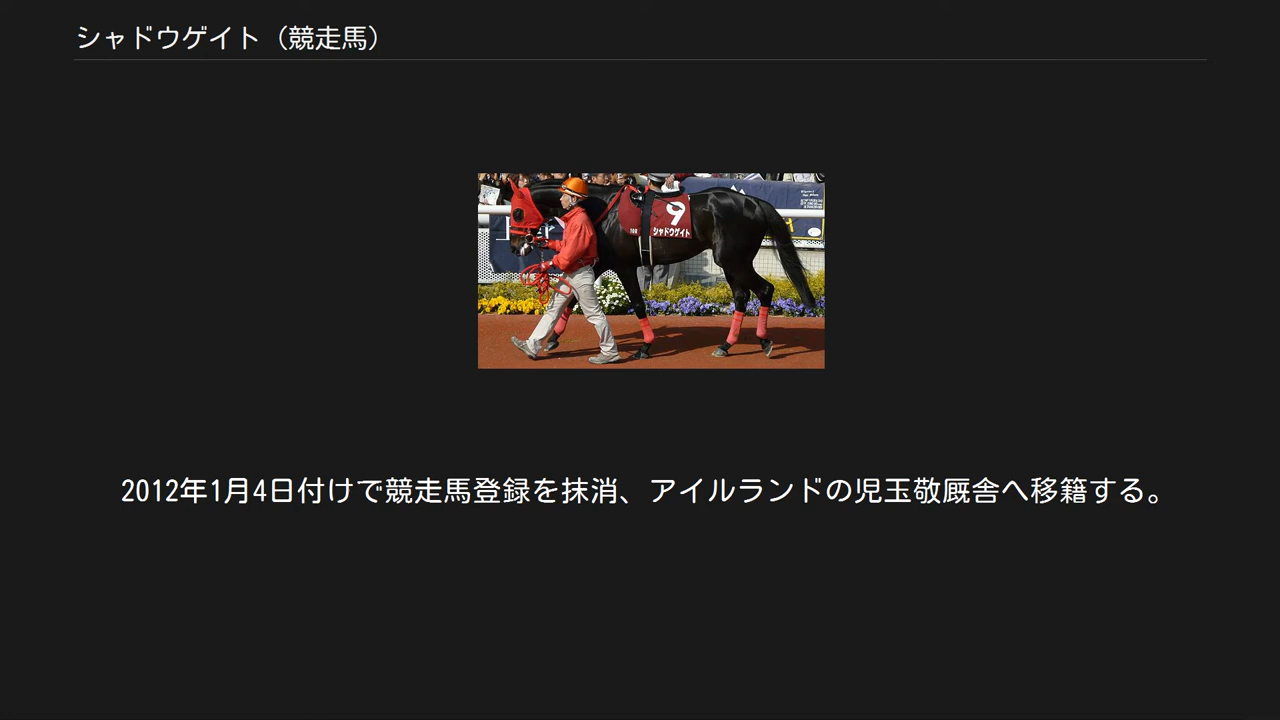 シャドウゲイト（競走馬）
9
シャドウゲイト
2012年1月4日付けで競走馬登録を抹消、アイルランドの児玉敬厩舎へ移籍する。